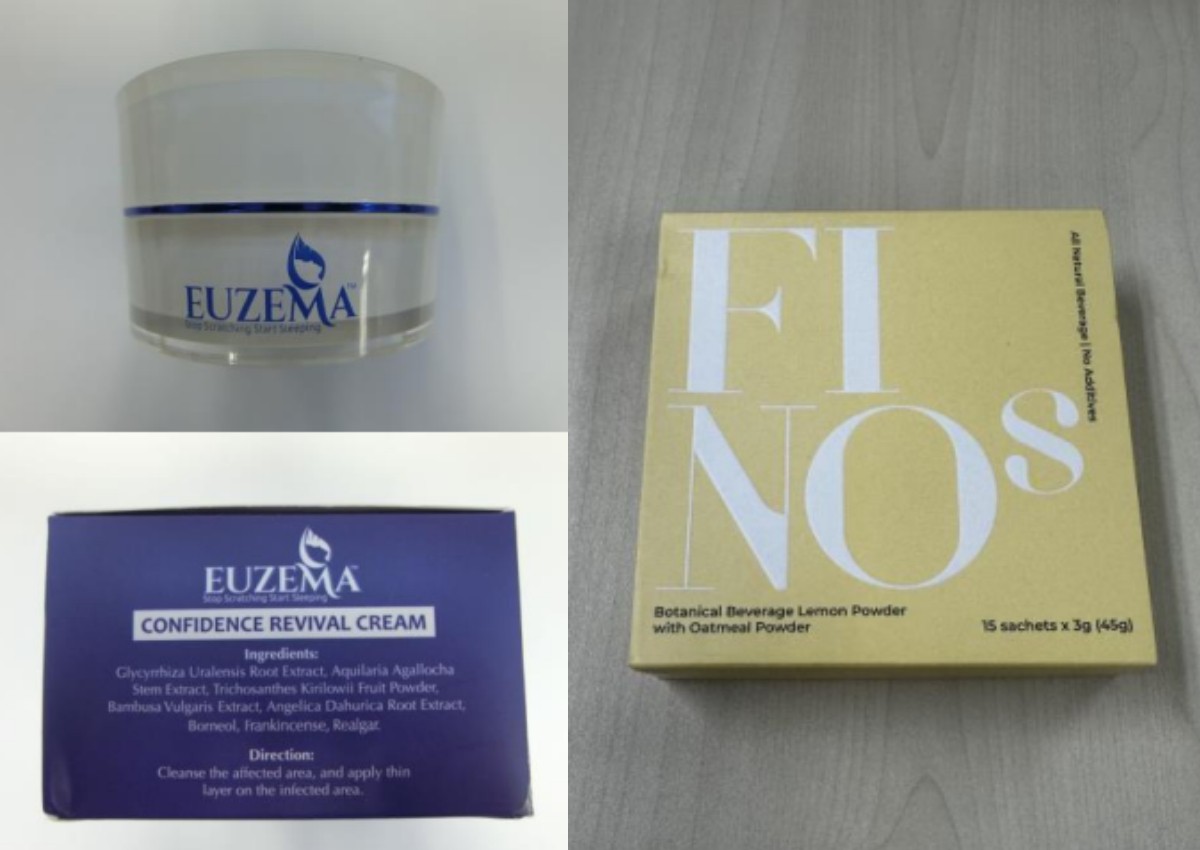 EUZEMA™
Stop Scratching Start Sleeping
EUZEMA™
Stop Scratching Start Sleeping
CONFIDENCE REVIVAL CREAM
Ingredients:
Glycyrrhiza Uralensis Root Extract, Aquilaria Agallocha
Stem Extract, Trichosanthes Kirilowii Fruit Powder,
Bambusa Vulgaris Extract, Angelica Dahurica Root Extract,
Borneol, Frankincense, Realgar.
Direction:
Cleanse the affected area, and apply thin
layer on the infected area.
FI
NOs
All Natural Beverage | No Additives
Botanical Beverage Lemon Powder
with Oatmeal Powder
15 sachets x 3g (45g)